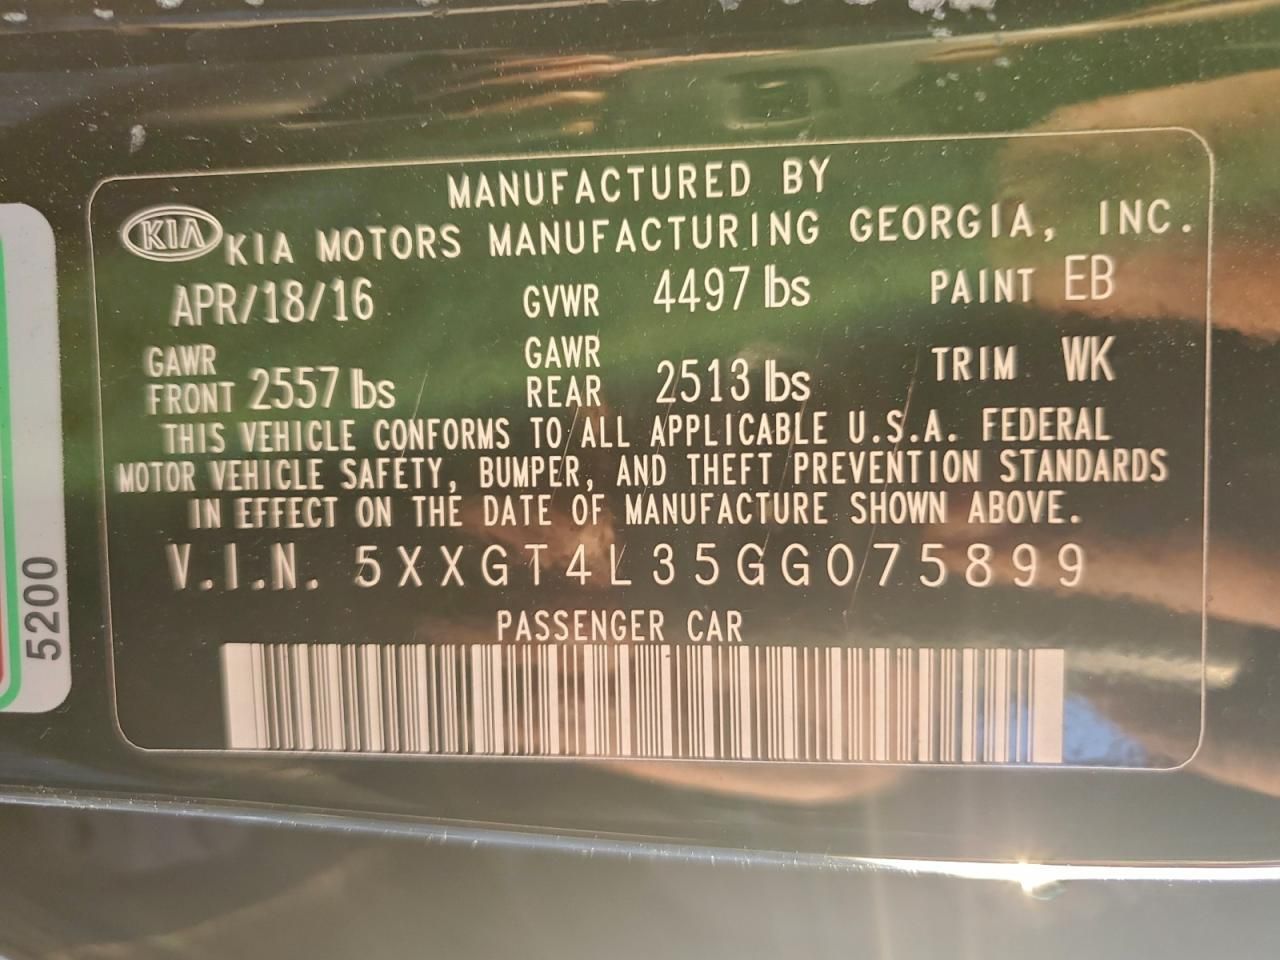 MANUFACTURED BY
KIA KIA MOTORS MANUFACTURING GEORGIA, INC.
APR/18/16 GVWR 4497 lbs PAINT EB
GAWR FRONT 2557 lbs GAWR REAR 2513 lbs TRIM WK
THIS VEHICLE CONFORMS TO ALL APPLICABLE U.S.A. FEDERAL
MOTOR VEHICLE SAFETY, BUMPER, AND THEFT PREVENTION STANDARDS
IN EFFECT ON THE DATE OF MANUFACTURE SHOWN ABOVE.
V.I.N. 5XXGT4L35GG075899
PASSENGER CAR
5200